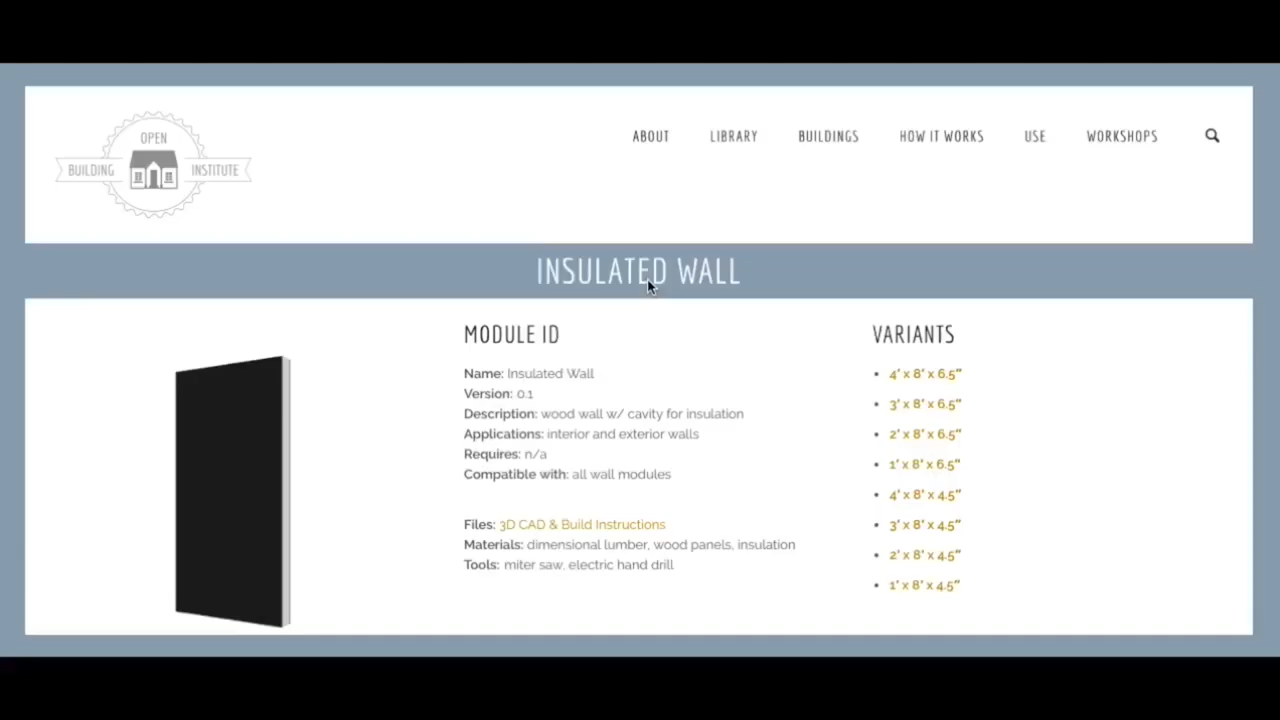 OPEN
BUILDING INSTITUTE
ABOUT LIBRARY BUILDINGS HOW IT WORKS USE WORKSHOPS
INSULATED WALL
MODULE ID
Name: Insulated Wall
Version: 0.1
Description: wood wall w/ cavity for insulation
Applications: interior and exterior walls
Requires: n/a
Compatible with: all wall modules
Files: 3D CAD & Build Instructions
Materials: dimensional lumber, wood panels, insulation
Tools: miter saw, electric hand drill
VARIANTS
• 4' x 8' x 6.5"
• 3' x 8' x 6.5"
• 2' x 8' x 6.5"
• 1' x 8' x 6.5"
• 4' x 8' x 4.5"
• 3' x 8' x 4.5"
• 2' x 8' x 4.5"
• 1' x 8' x 4.5"